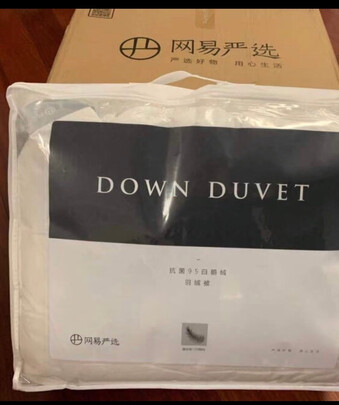 网易严选
严选好物 用心生活
DOWN DUVET
抗菌95白鹅绒
羽绒被
网易严选